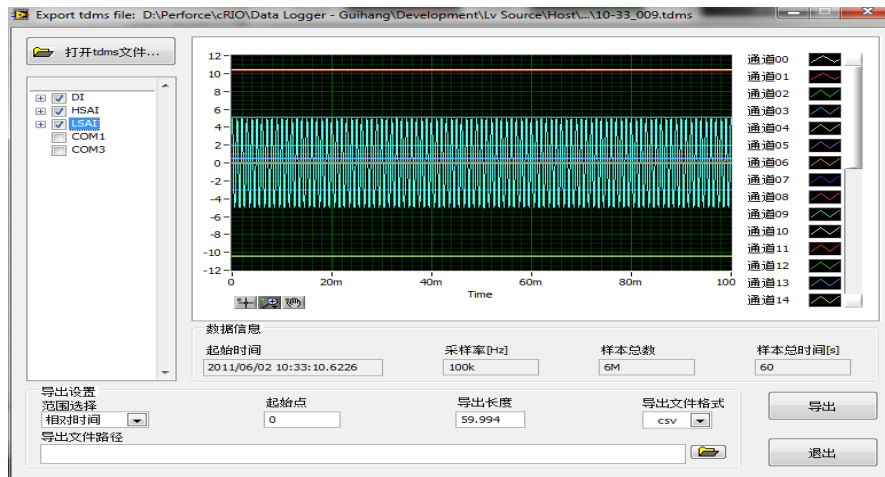 Export tdms file: D:\Perforce\cRIO\Data Logger - Guihang\Development\Lv Source\Host\...\10-33_009.tdms
打开tdms文件...
DI
HSAI
LSAI
COM1
COM3
12
10
8
6
4
2
0
-2
-4
-6
-8
-10
-12
0 20m 40m 60m 80m 100
Time
通道00
通道01
通道02
通道03
通道04
通道05
通道06
通道07
通道08
通道09
通道10
通道11
通道12
通道13
通道14
数据信息
起始时间 采样率[Hz] 样本总数 样本总时间[s]
2011/06/02 10:33:10.6226 100k 6M 60
导出设置
范围选择 起始点 导出长度 导出文件格式
相对时间 0 59.994 csv
导出文件路径
导出
退出